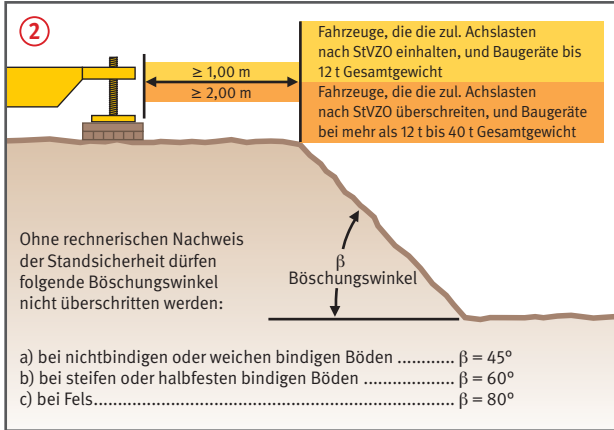 2
Fahrzeuge, die die zul. Achslasten
nach StVZO einhalten, und Baugeräte bis
12 t Gesamtgewicht
≥ 1,00 m
≥ 2,00 m
Fahrzeuge, die die zul. Achslasten
nach StVZO überschreiten, und Baugeräte
bei mehr als 12 t bis 40 t Gesamtgewicht
Ohne rechnerischen Nachweis
der Standsicherheit dürfen
folgende Böschungswinkel
nicht überschritten werden:
β
Böschungswinkel
a) bei nichtbindigen oder weichen bindigen Böden ............ β = 45°
b) bei steifen oder halbfesten bindigen Böden .................. β = 60°
c) bei Fels........................................................................ β = 80°